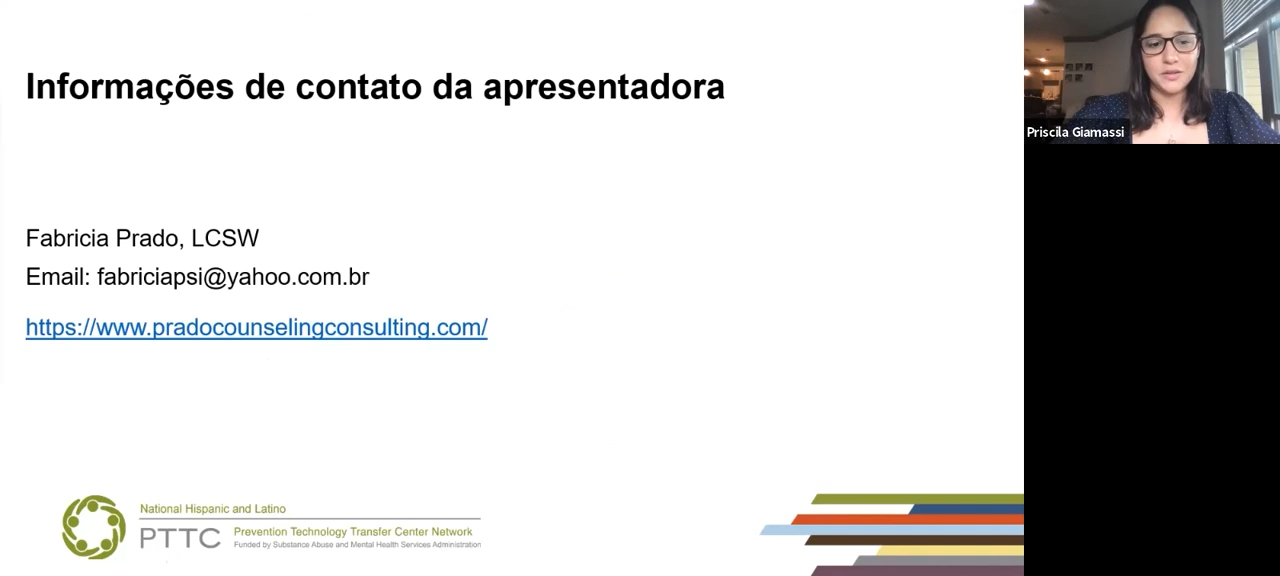 Informações de contato da apresentadora
Priscila Giamassi
Fabricia Prado, LCSW
Email: fabriciapsi@yahoo.com.br
https://www.pradocounselingconsulting.com/
National Hispanic and Latino
PTTC
Prevention Technology Transfer Center Network
Funded by Substance Abuse and Mental Health Services Administration